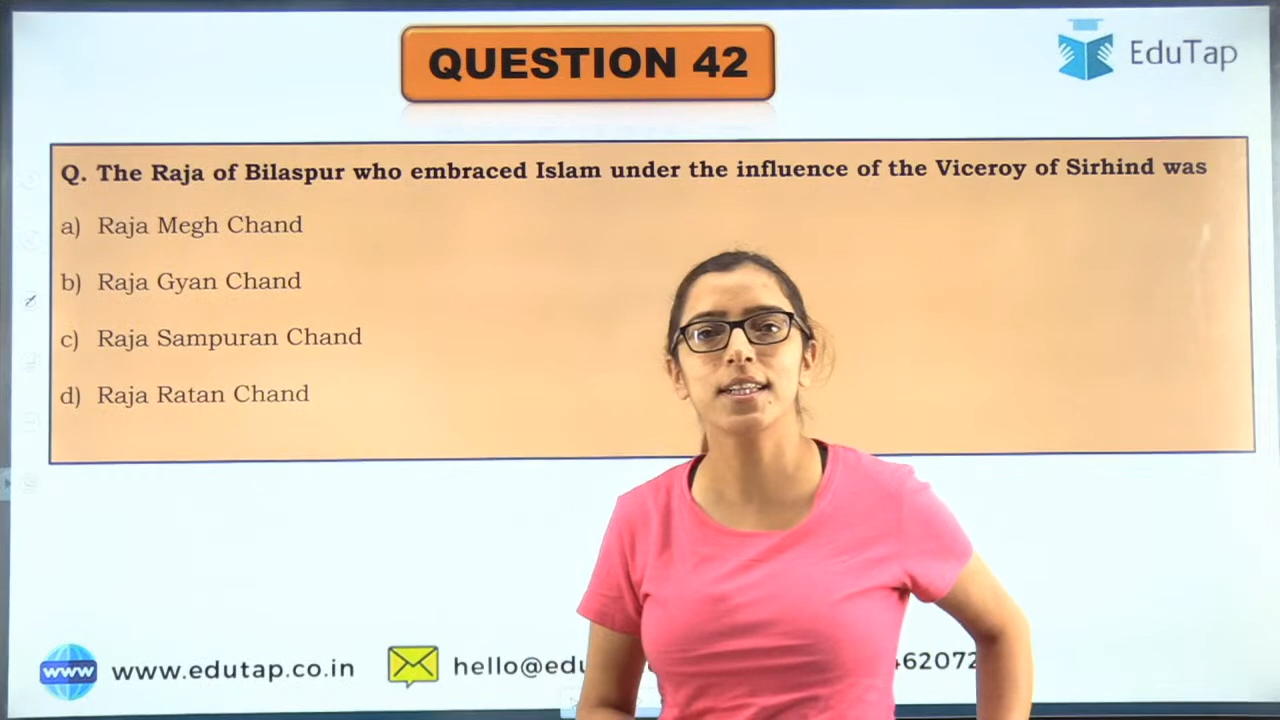 QUESTION 42
EduTap
Q. The Raja of Bilaspur who embraced Islam under the influence of the Viceroy of Sirhind was
a) Raja Megh Chand
b) Raja Gyan Chand
c) Raja Sampuran Chand
d) Raja Ratan Chand
www www.edutap.co.in hello@edu 62072